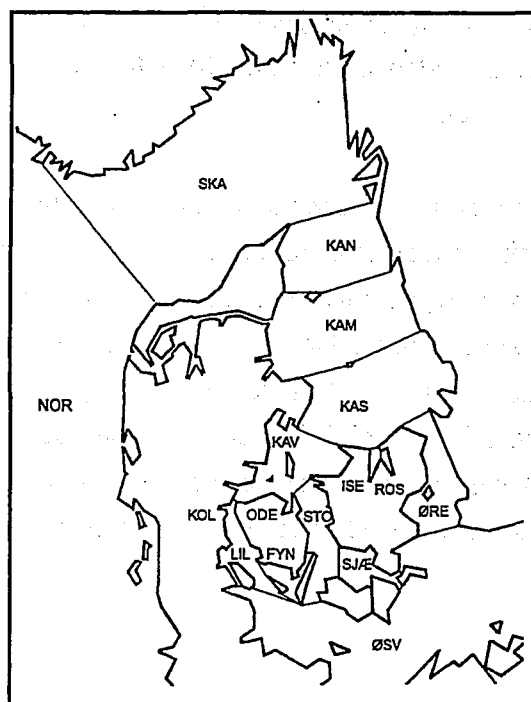 SKA
KAN
KAM
KAS
NOR
KAV
ISE
ROS
KOL
ODE
STO
ØRE
LIL
FYN
SJÆ
ØSV